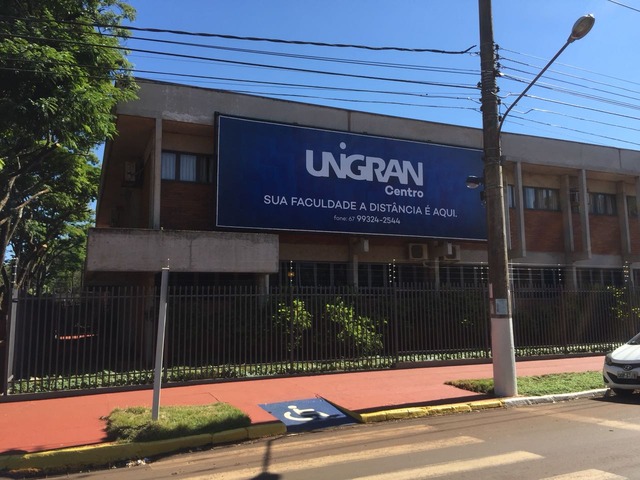 UNIGRAN
Centro
SUA FACULDADE A DISTÂNCIA É AQUI.
fone: 67 99324-2544